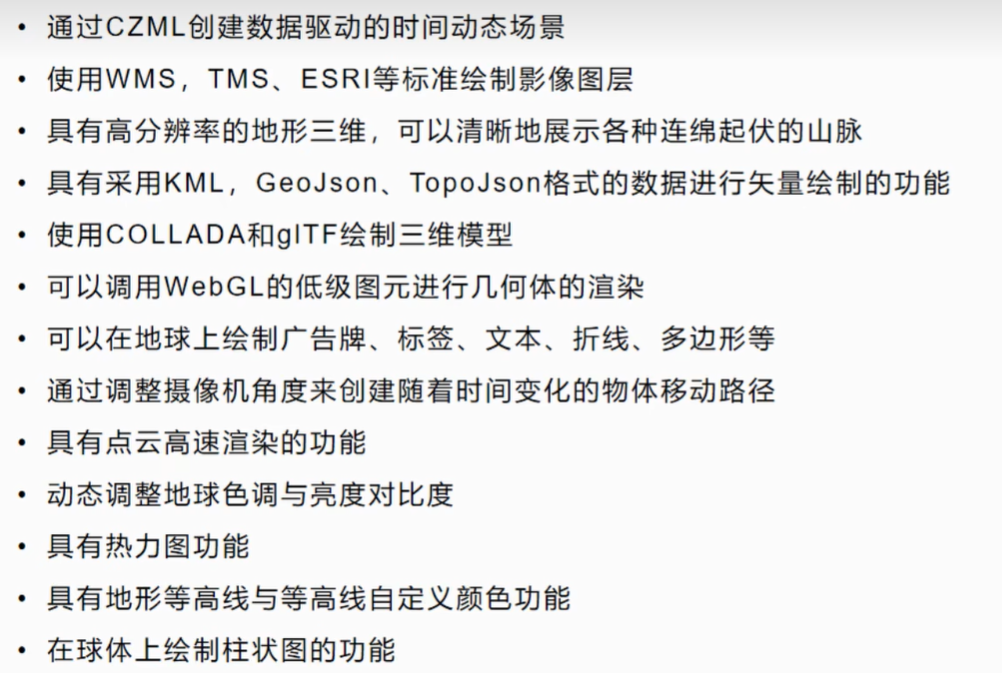 • 通过CZML创建数据驱动的时间动态场景
• 使用WMS，TMS、ESRI等标准绘制影像图层
• 具有高分辨率的地形三维，可以清晰地展示各种连绵起伏的山脉
• 具有采用KML，GeoJson、TopoJson格式的数据进行矢量绘制的功能
• 使用COLLADA和glTF绘制三维模型
• 可以调用WebGL的低级图元进行几何体的渲染
• 可以在地球上绘制广告牌、标签、文本、折线、多边形等
• 通过调整摄像机角度来创建随着时间变化的物体移动路径
• 具有点云高速渲染的功能
• 动态调整地球色调与亮度对比度
• 具有热力图功能
• 具有地形等高线与等高线自定义颜色功能
• 在球体上绘制柱状图的功能